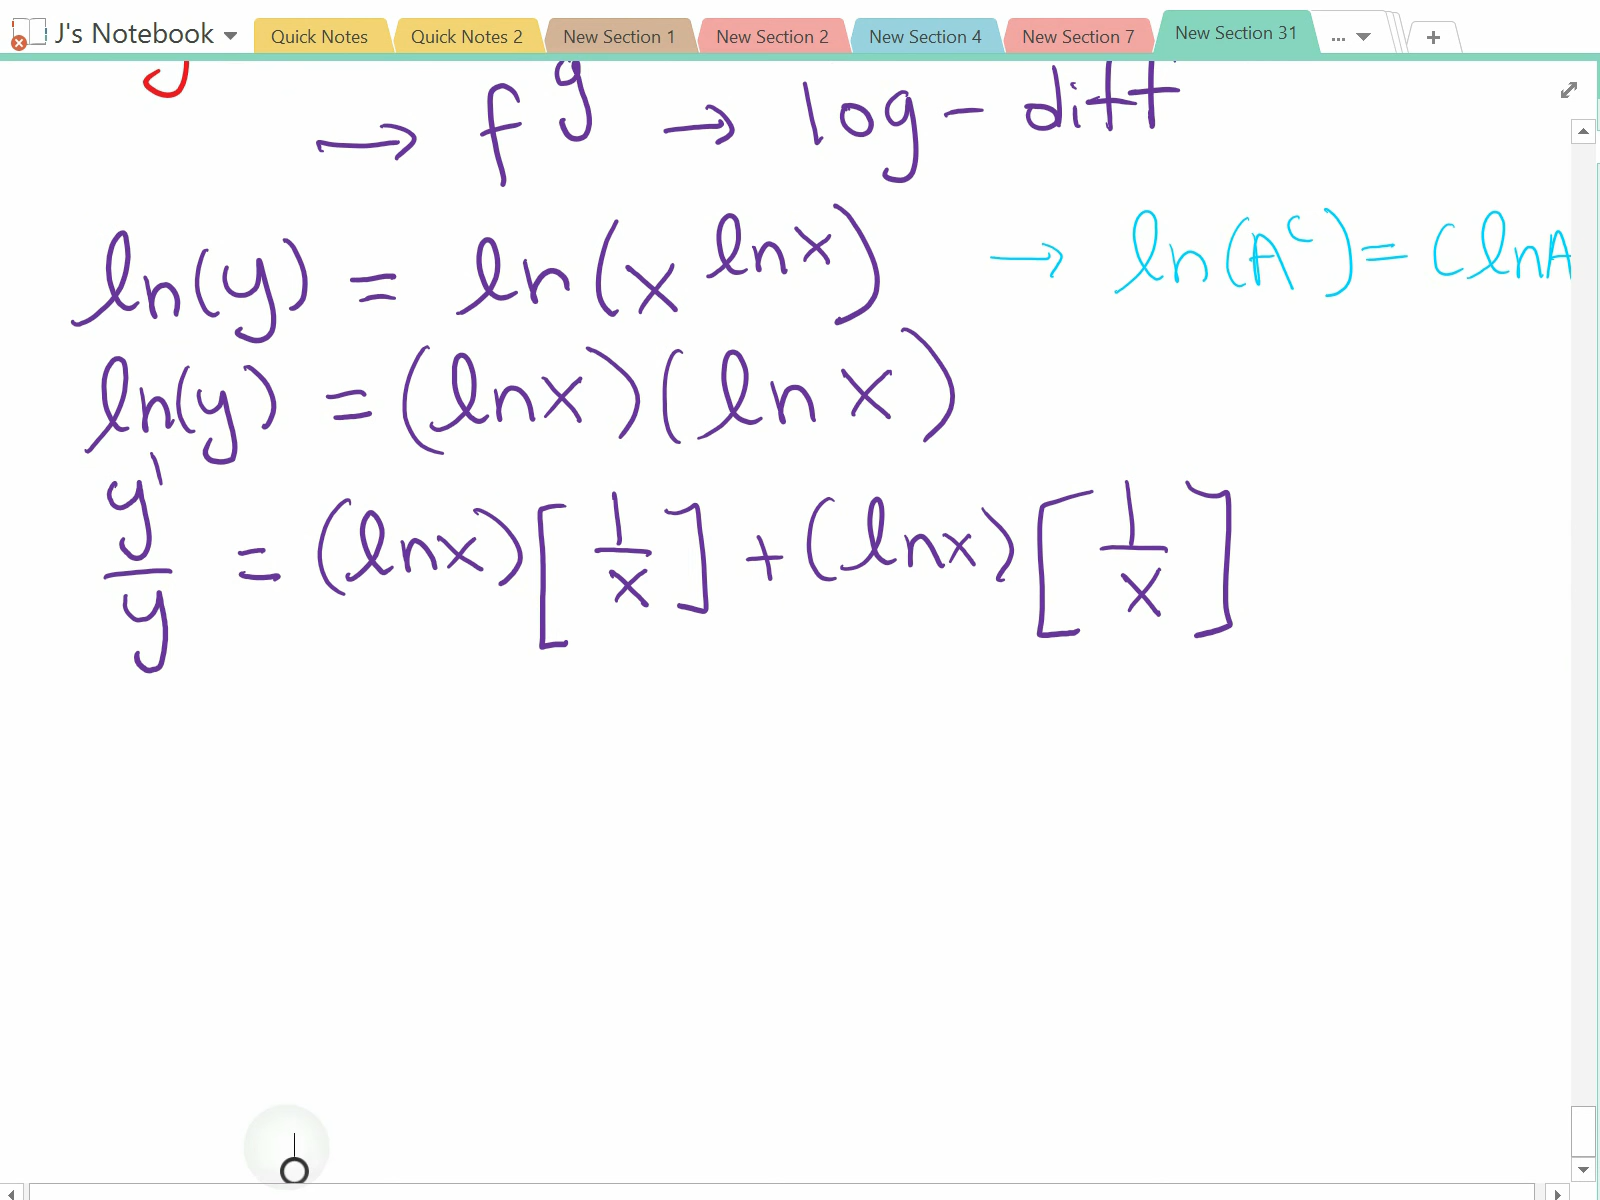 J's Notebook Quick Notes Quick Notes 2 New Section 1 New Section 2 New Section 4 New Section 7 New Section 31 ... +
→ f^g → log - diff
ln(y) = ln(x^lnx) → ln(A^c) = c lnA
ln(y) = (lnx)(lnx)
y'/y = (lnx)[1/x] + (lnx)[1/x]